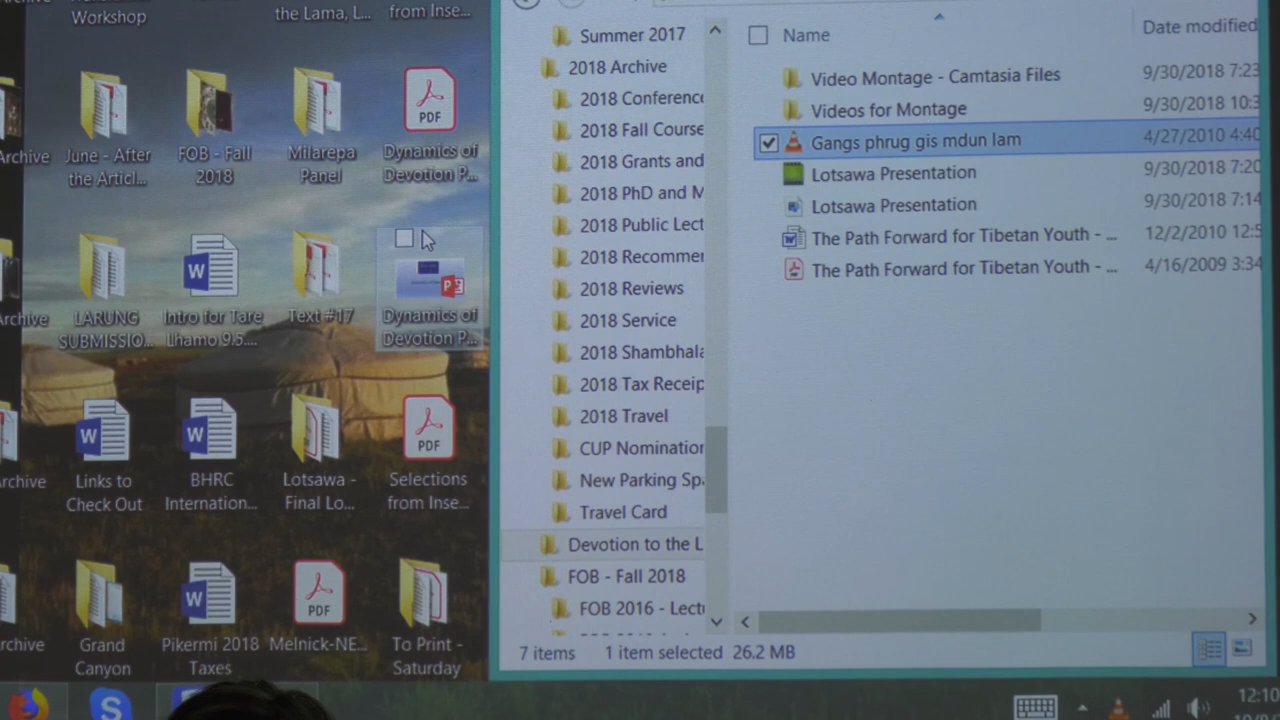 Workshop
the Lama, L...
from Inse...
June - After
the Articl...
FOB - Fall
2018
Milarepa
Panel
PDF
Dynamics of
Devotion P...
Archive
LARUNG
SUBMISSIO...
W
Intro for Tare
Lhamo 9.5....
Text #17
Dynamics of
Devotion P...
Archive
W
Links to
Check Out
W
BHRC
Internation...
Lotsawa -
Final Lo...
PDF
Selections
from Inse...
rchive
Grand
Canyon
W
Pikermi 2018
Taxes
PDF
Melnick-NE...
To Print -
Saturday
rchive
Summer 2017
2018 Archive
2018 Conference
2018 Fall Course
2018 Grants and
2018 PhD and M
2018 Public Lect
2018 Recommer
2018 Reviews
2018 Service
2018 Shambhala
2018 Tax Receip
2018 Travel
CUP Nomination
New Parking Sp
Travel Card
Devotion to the L
FOB - Fall 2018
FOB 2016 - Lect
Name
Date modified
Video Montage - Camtasia Files
9/30/2018 7:23
Videos for Montage
9/30/2018 10:3
Gangs phrug gis mdun lam
4/27/2010 4:40
Lotsawa Presentation
9/30/2018 7:20
Lotsawa Presentation
9/30/2018 7:14
The Path Forward for Tibetan Youth - ...
12/2/2010 12:5
The Path Forward for Tibetan Youth - ...
4/16/2009 3:34
7 items
1 item selected
26.2 MB
12:10